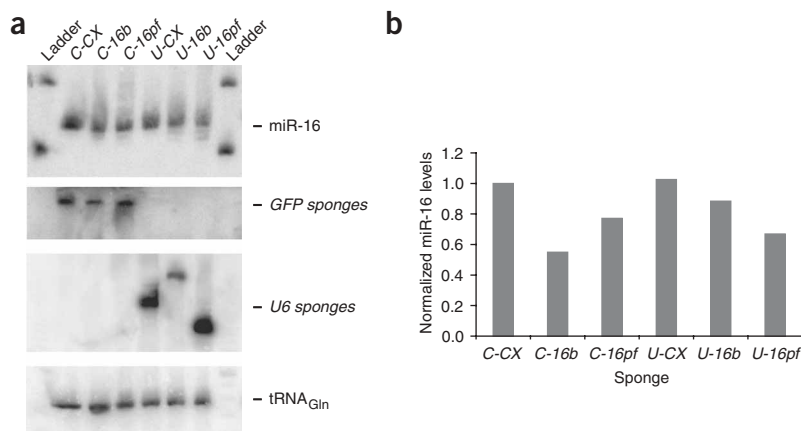 a
Ladder
C-CX
C-16b
C-16pf
U-CX
U-16b
U-16pf
Ladder
miR-16
GFP sponges
U6 sponges
tRNAGln
b
Normalized miR-16 levels
1.2
1.0
0.8
0.6
0.4
0.2
0.0
C-CX C-16b C-16pf U-CX U-16b U-16pf
Sponge